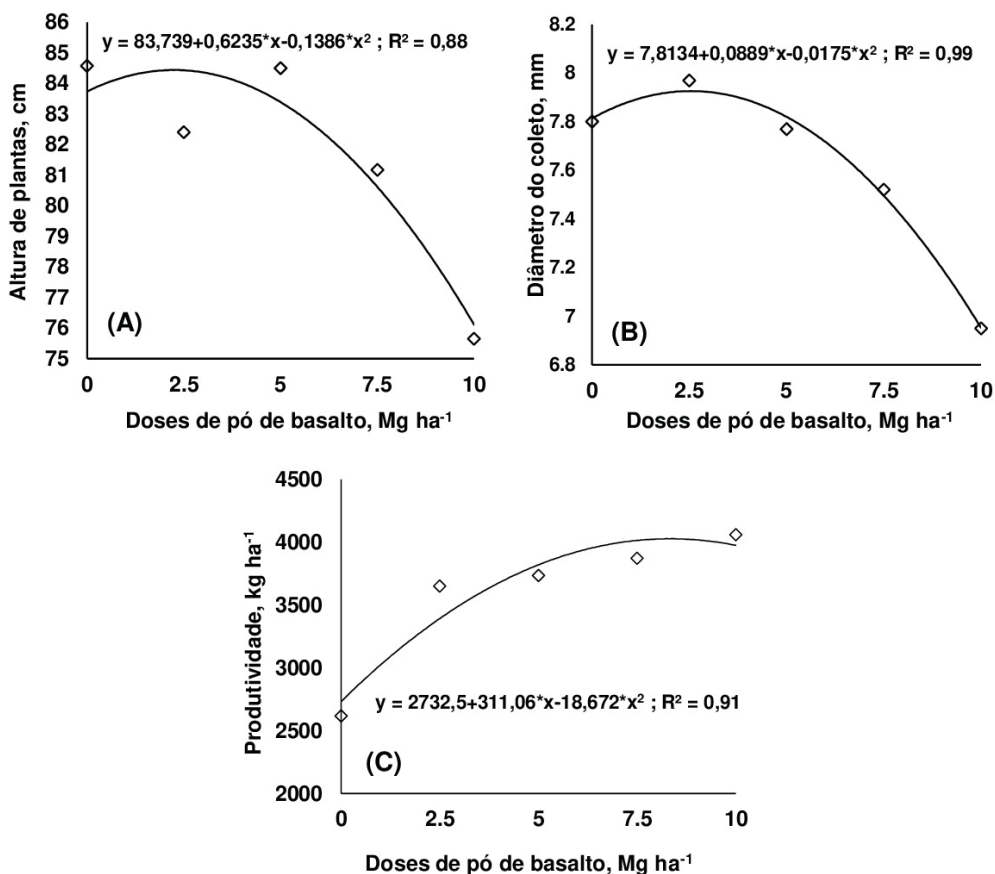 y = 83,739+0,6235*x-0,1386*x² ; R² = 0,88
86
85
84
83
82
81
80
79
78
77
76
75
Altura de plantas, cm
(A)
0 2.5 5 7.5 10
Doses de pó de basalto, Mg ha⁻¹
y = 7,8134+0,0889*x-0,0175*x² ; R² = 0,99
8.2
8
7.8
7.6
7.4
7.2
7
6.8
Diâmetro do coleto, mm
(B)
0 2.5 5 7.5 10
Doses de pó de basalto, Mg ha⁻¹
4500
4000
3500
3000
2500
2000
Produtividade, kg ha⁻¹
y = 2732,5+311,06*x-18,672*x² ; R² = 0,91
(C)
0 2.5 5 7.5 10
Doses de pó de basalto, Mg ha⁻¹